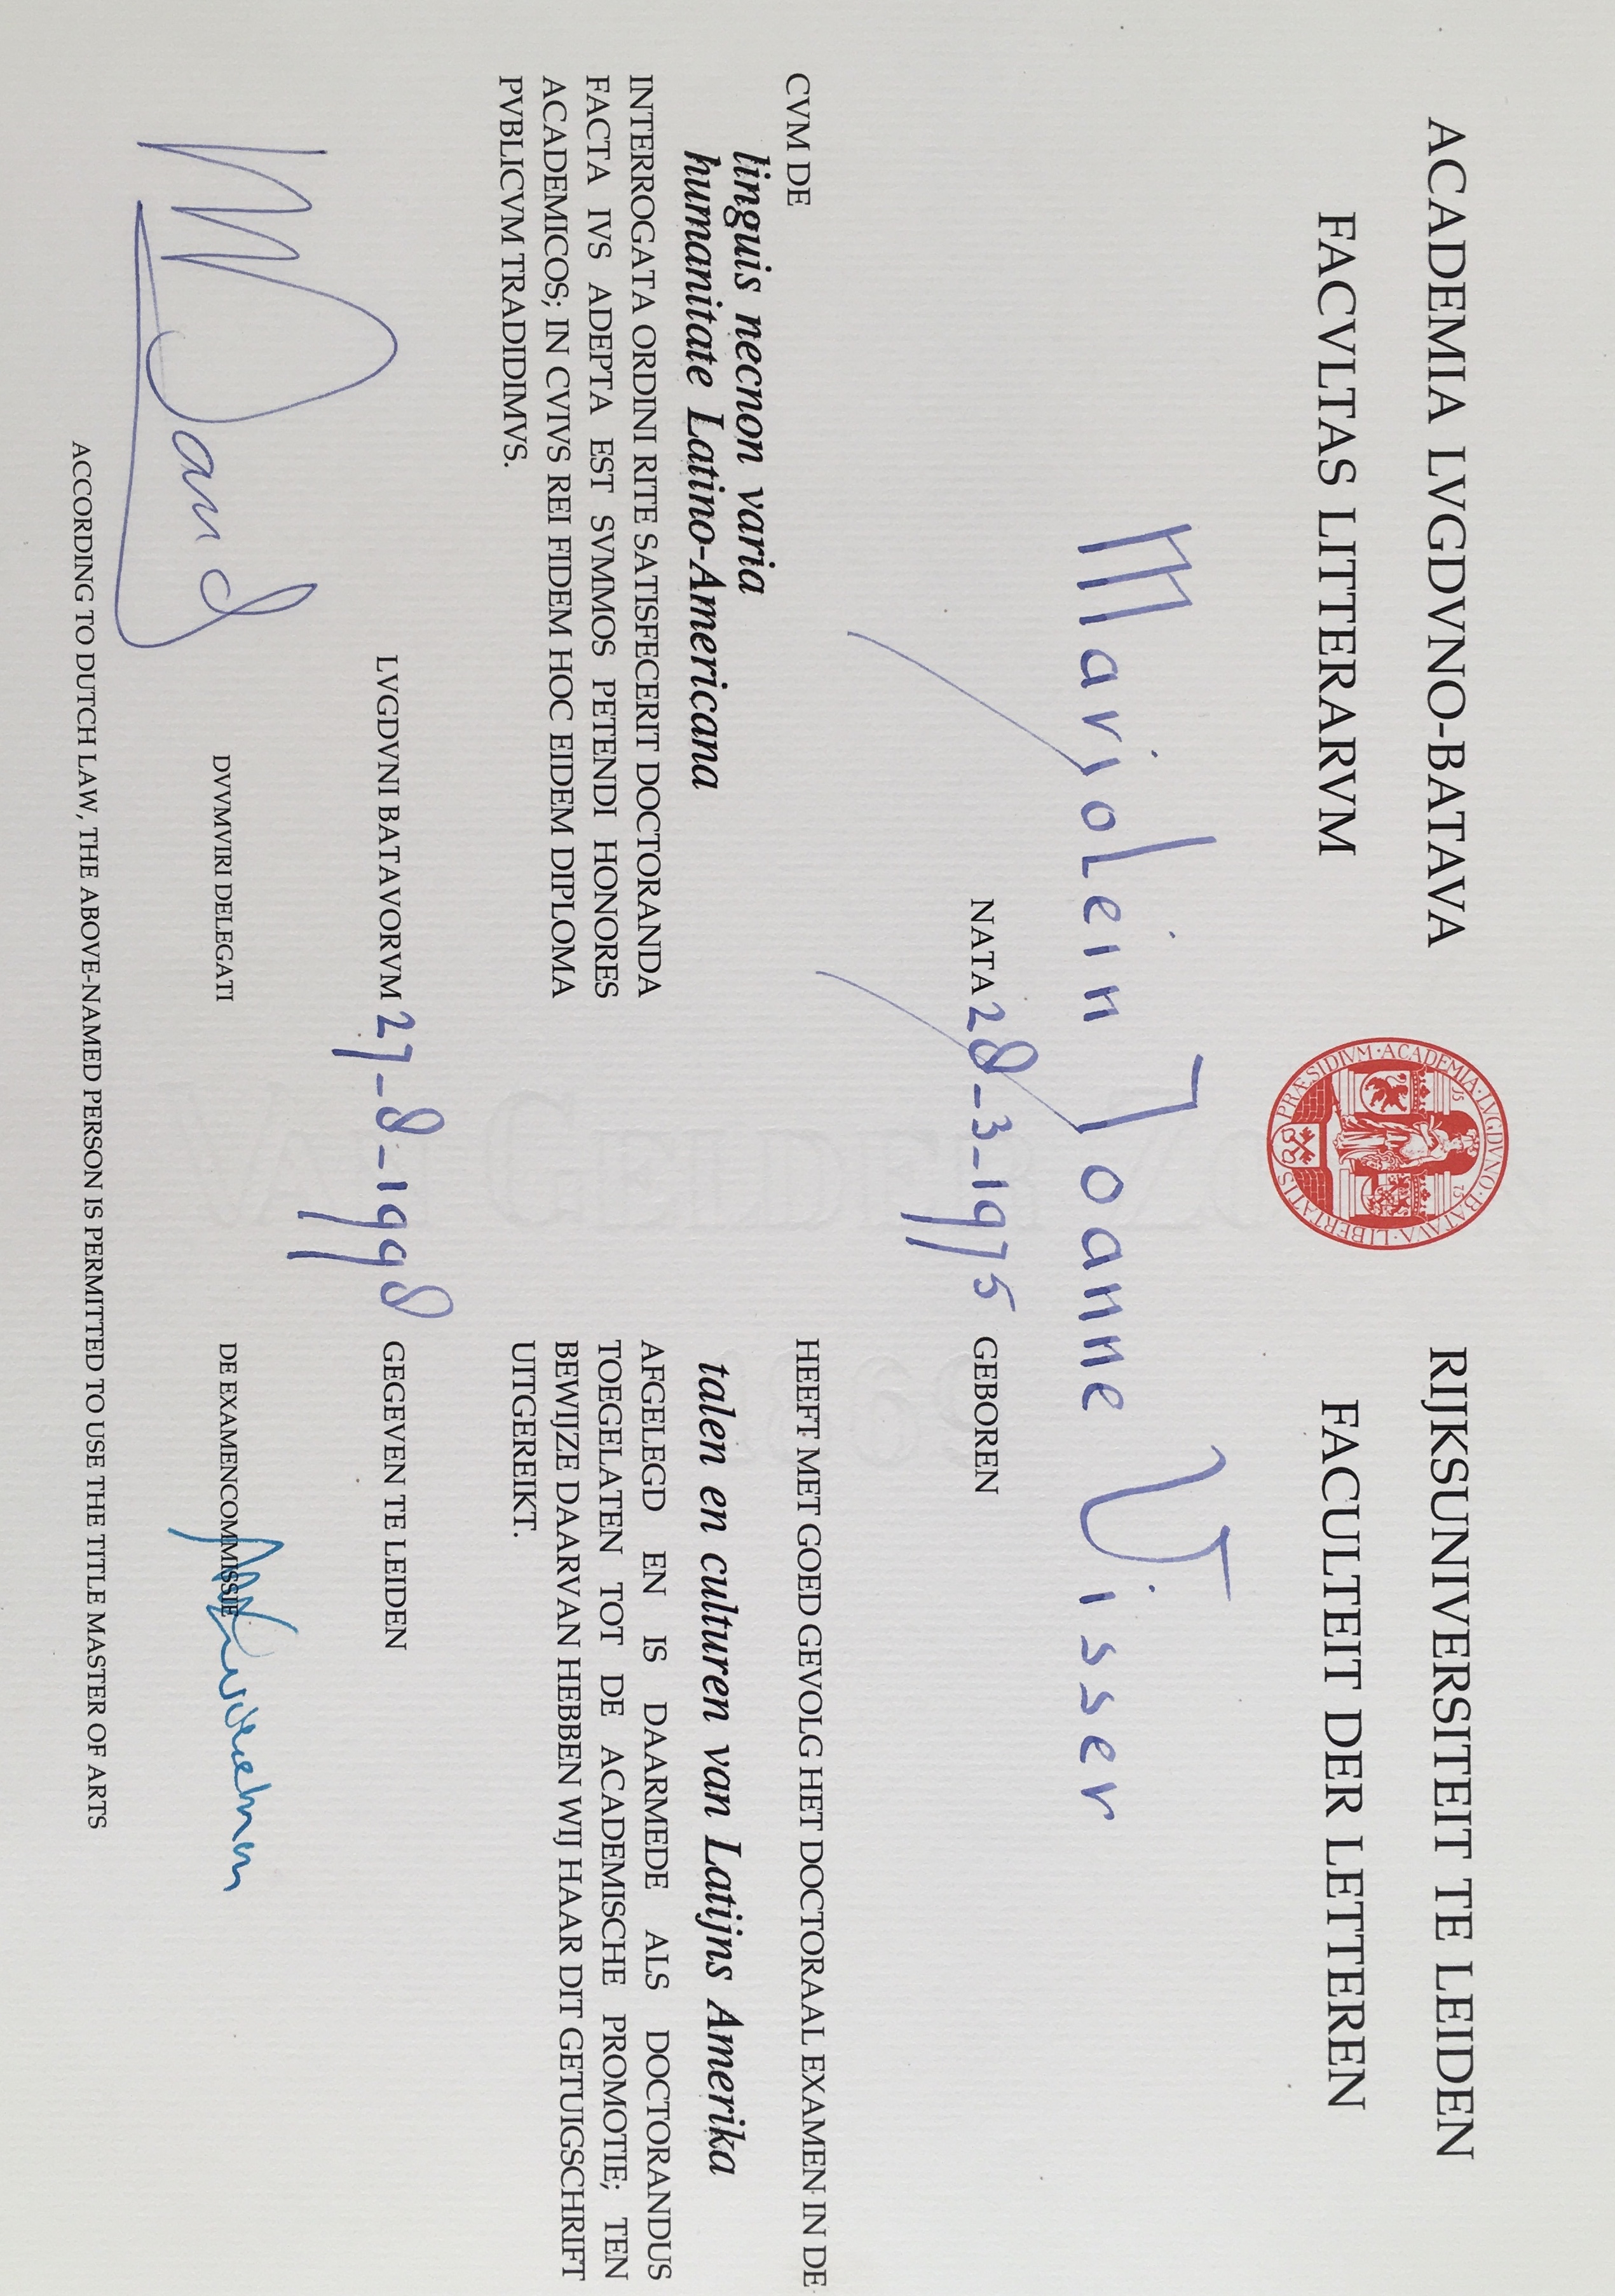 ACADEMIA LVGDVNO-BATAVA
FACVLTAS LITTERARVM
PRÆSIDIVM·ACADEMIA·LVGDVNO·BATAVA·LIBERTATIS
RIJKSUNIVERSITEIT TE LEIDEN
FACULTEIT DER LETTEREN
Marjolein Joanne Visser
NATA 28-3-1975 GEBOREN
CVM DE
linguis necnon varia
humanitate Latino-Americana
INTERROGATA ORDINI RITE SATISFECERIT DOCTORANDA
FACTA IVS ADEPTA EST SVMMOS PETENDI HONORES
ACADEMICOS; IN CVIVS REI FIDEM HOC EIDEM DIPLOMA
PVBLICVM TRADIDIMVS.
HEEFT MET GOED GEVOLG HET DOCTORAAL EXAMEN IN DE
talen en culturen van Latijns Amerika
AFGELEGD EN IS DAARMEDE ALS DOCTORANDUS
TOEGELATEN TOT DE ACADEMISCHE PROMOTIE; TEN
BEWIJZE DAARVAN HEBBEN WIJ HAAR DIT GETUIGSCHRIFT
UITGEREIKT.
LVGDVNI BATAVORVM 27-8-1998 GEGEVEN TE LEIDEN
DVVMVIRI DELEGATI
DE EXAMENCOMMISSIE
ACCORDING TO DUTCH LAW, THE ABOVE-NAMED PERSON IS PERMITTED TO USE THE TITLE MASTER OF ARTS